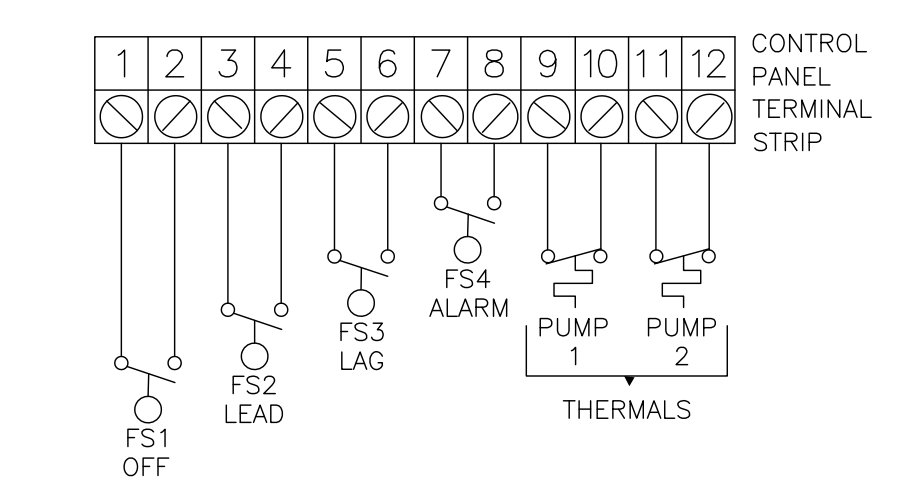 1 2 3 4 5 6 7 8 9 10 11 12
CONTROL
PANEL
TERMINAL
STRIP
FS4
ALARM
FS3
LAG
FS2
LEAD
FS1
OFF
PUMP
1
PUMP
2
THERMALS